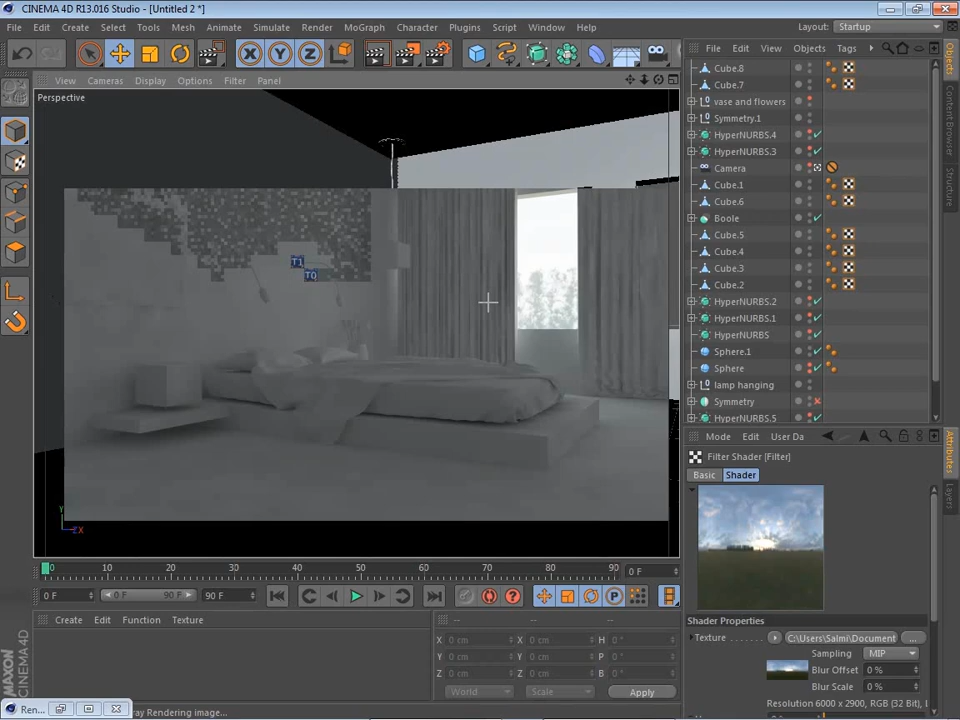 CINEMA 4D R13.016 Studio - [Untitled 2 *]
File Edit Create Select Tools Mesh Animate Simulate Render MoGraph Character Plugins Script Window Help
Layout: Startup
X Y Z
View Cameras Display Options Filter Panel
Perspective
T1
T0
Y
ZX
File Edit View Objects Tags
Cube.8
Cube.7
vase and flowers
Symmetry.1
HyperNURBS.4
HyperNURBS.3
Camera
Cube.1
Cube.6
Boole
Cube.5
Cube.4
Cube.3
Cube.2
HyperNURBS.2
HyperNURBS.1
HyperNURBS
Sphere.1
Sphere
lamp hanging
Symmetry
HyperNURBS.5
Objects
Content Browser
Structure
Mode Edit User Da
Filter Shader [Filter]
Basic Shader
Attributes
Layers
Shader Properties
Texture C:\Users\Salmi\Document ...
Sampling MIP
Blur Offset 0 %
Blur Scale 0 %
Resolution 6000 x 2900, RGB (32 Bit),
0 10 20 30 40 50 60 70 80 90 0 F
0 F 0 F 90 F 90 F
P
Create Edit Function Texture
-- -- --
X 0 cm X 0 cm H 0 °
Y 0 cm Y 0 cm P 0 °
Z 0 cm Z 0 cm B 0 °
World Scale Apply
MAXON CINEMA 4D
Ren...
ray Rendering image...